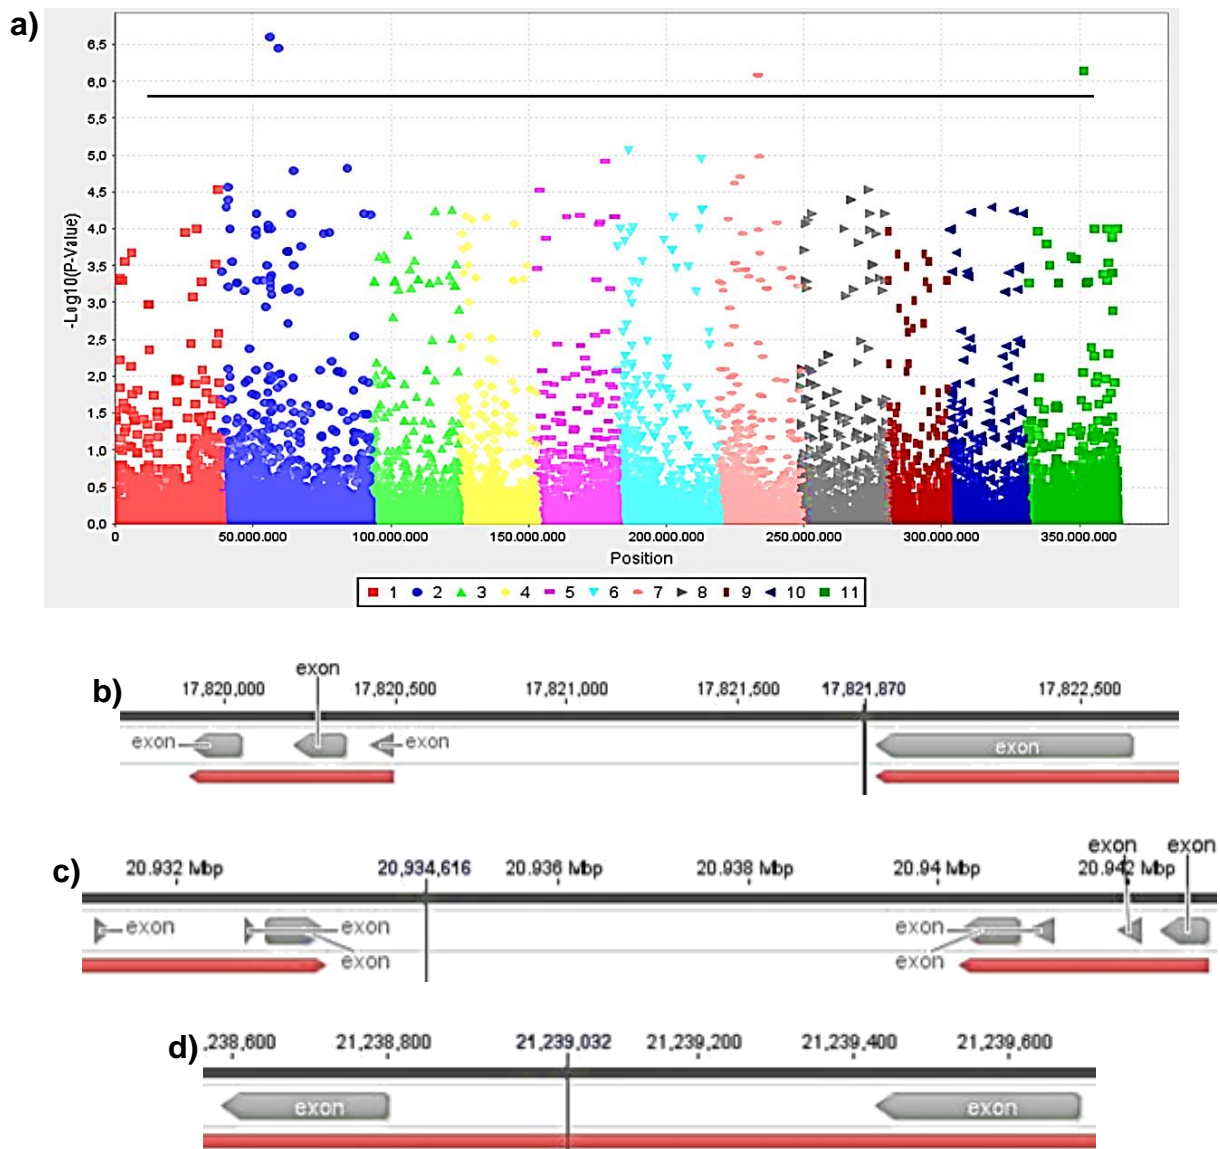 a)
6,5
6,0
5,5
5,0
4,5
4,0
3,5
3,0
2,5
2,0
1,5
1,0
0,5
0,0
-Log10(P-Value)
0 50.000.000 100.000.000 150.000.000 200.000.000 250.000.000 300.000.000 350.000.000
Position
1 2 3 4 5 6 7 8 9 10 11
b)
exon
17,820,000 17,820,500 17,821,000 17,821,500 17,821,870 17,822,500
exon exon exon
c)
exon exon
20.932 Mbp 20,934,616 20.936 Mbp 20.938 Mbp 20.94 Mbp 20.942 Mbp
exon exon exon
exon exon
d)
,238,600 21,238,800 21,239,032 21,239,200 21,239,400 21,239,600
exon exon